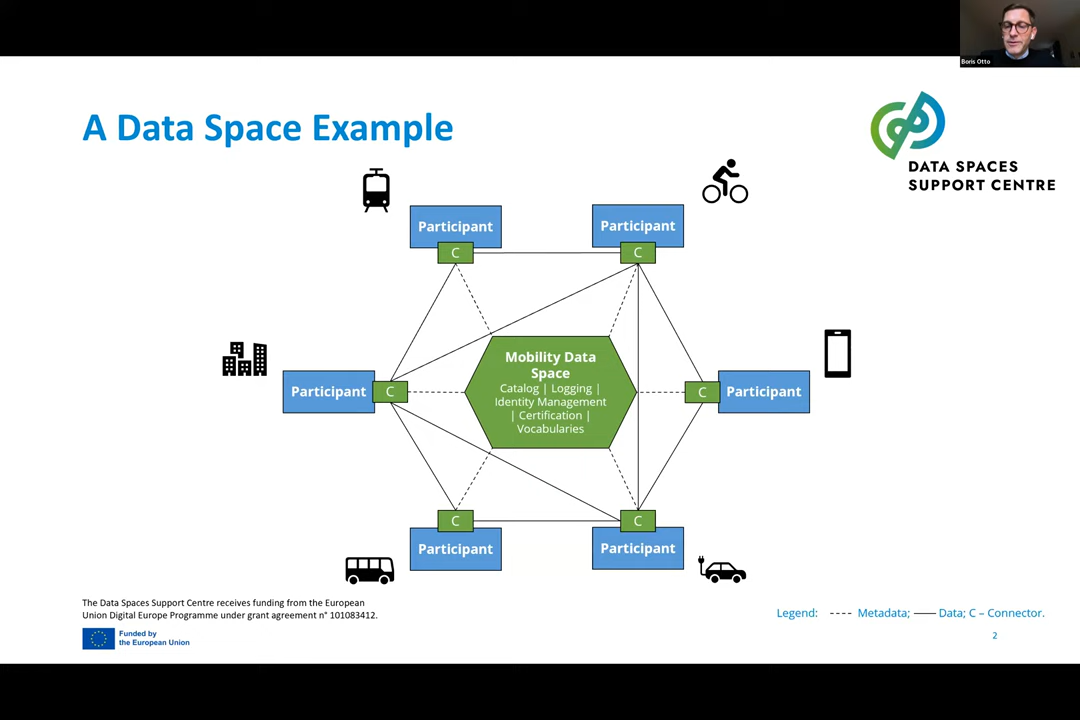 Boris Otto
A Data Space Example
DATA SPACES
SUPPORT CENTRE
Participant
Participant
C
C
Mobility Data
Space
Catalog | Logging |
Identity Management
| Certification |
Vocabularies
Participant
C
C
Participant
C
C
Participant
Participant
The Data Spaces Support Centre receives funding from the European
Union Digital Europe Programme under grant agreement n° 101083412.
Funded by
the European Union
Legend: ---- Metadata; —— Data; C – Connector.
2